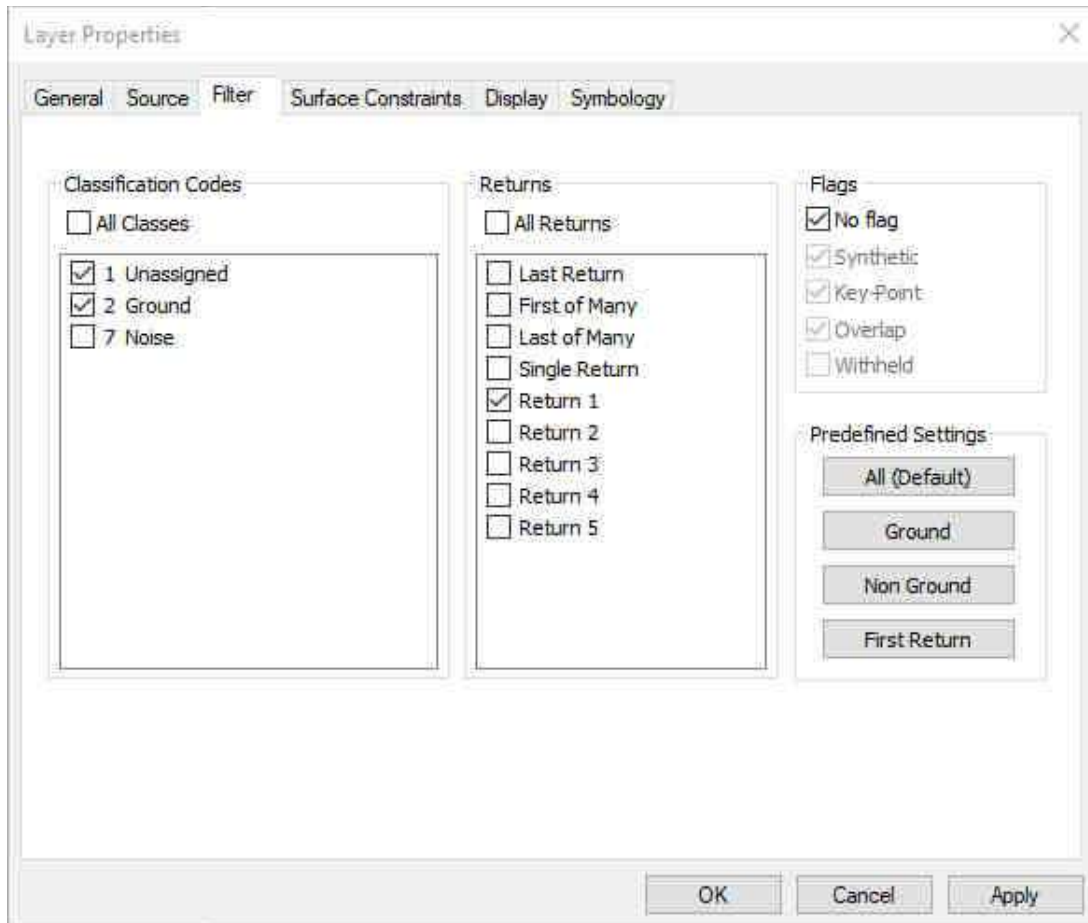 Layer Properties
General Source Filter Surface Constraints Display Symbology
Classification Codes
All Classes
1 Unassigned
2 Ground
7 Noise
Returns
All Returns
Last Return
First of Many
Last of Many
Single Return
Return 1
Return 2
Return 3
Return 4
Return 5
Flags
No flag
Synthetic
Key-Point
Overlap
Withheld
Predefined Settings
All (Default)
Ground
Non Ground
First Return
OK Cancel Apply